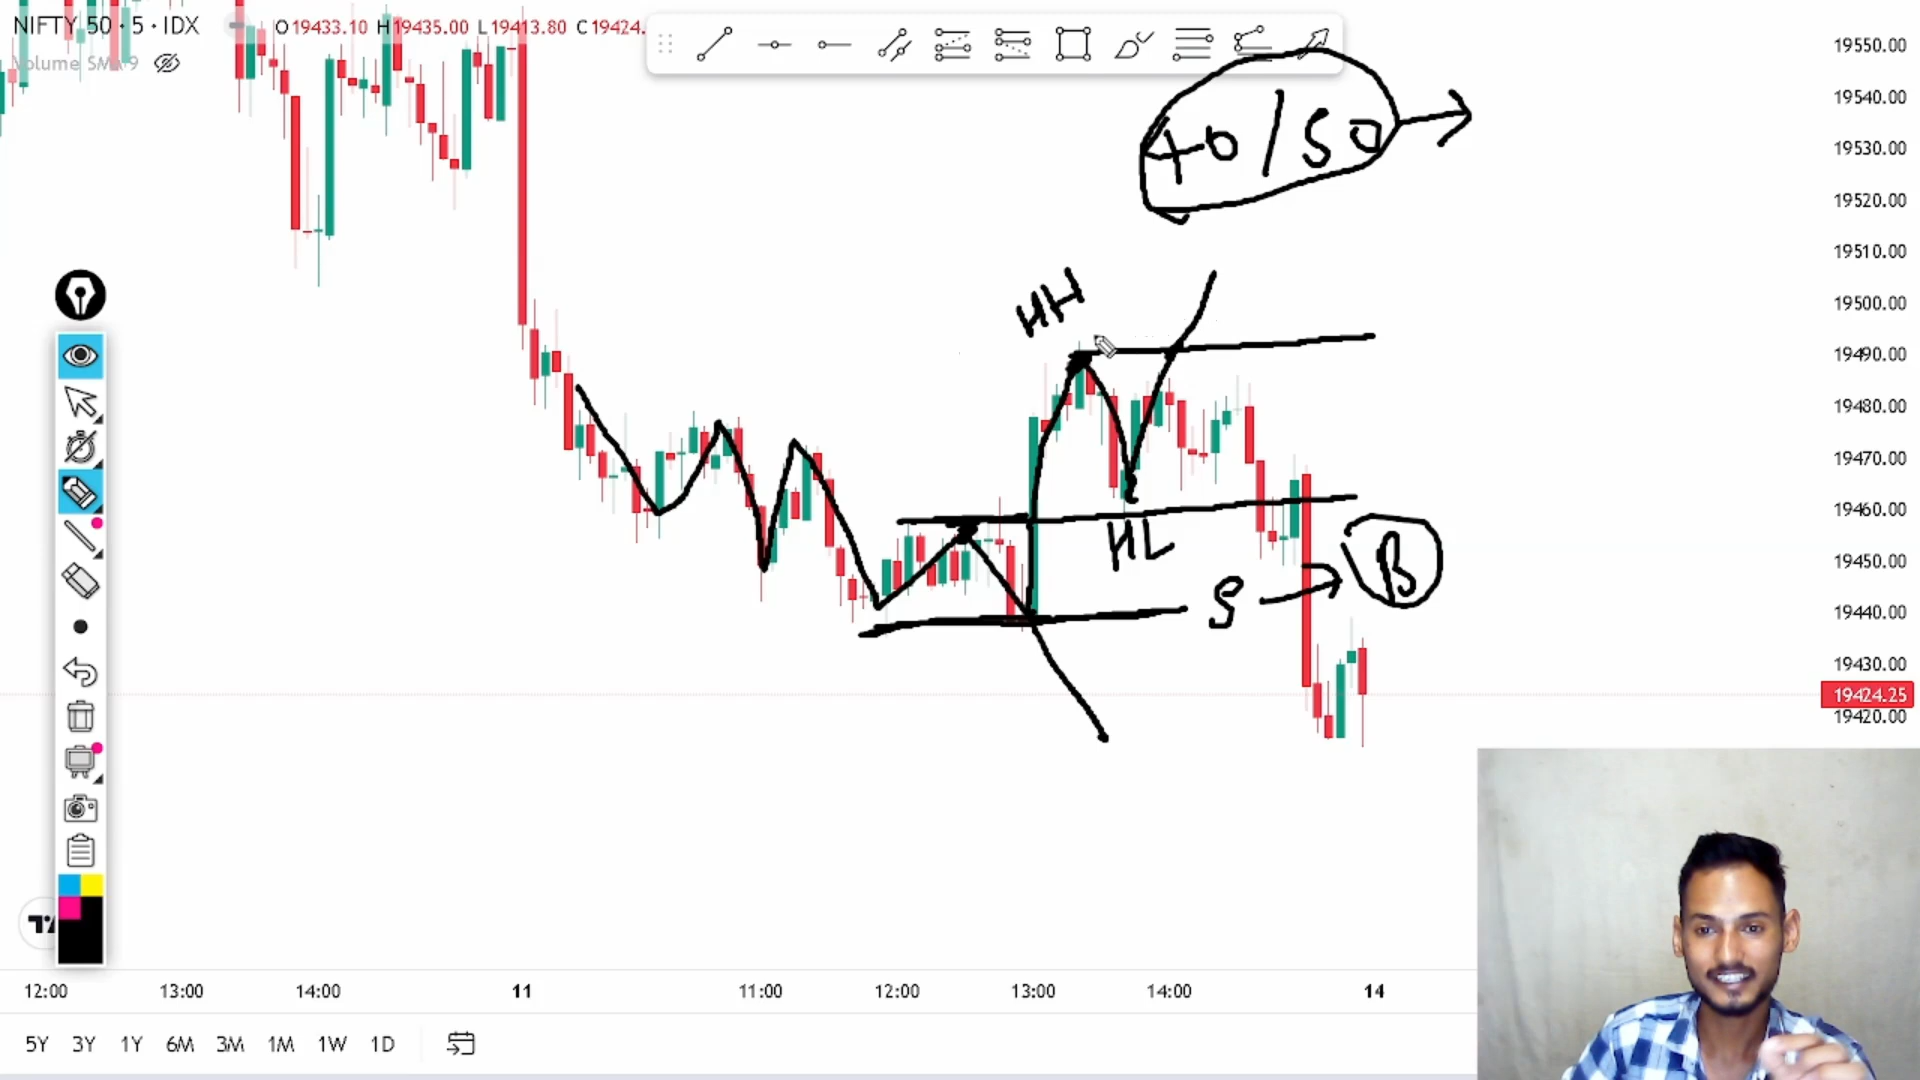 NIFTY 50 · 5 · IDX O19433.10 H19435.00 L19413.80 C19424.
Volume SMA 9
19550.00
19540.00
19530.00
19520.00
19510.00
19500.00
19490.00
19480.00
19470.00
19460.00
19450.00
19440.00
19430.00
19424.25
19420.00
40/50
HH
HL
S
B
12:00 13:00 14:00 11 11:00 12:00 13:00 14:00 14
5Y 3Y 1Y 6M 3M 1M 1W 1D